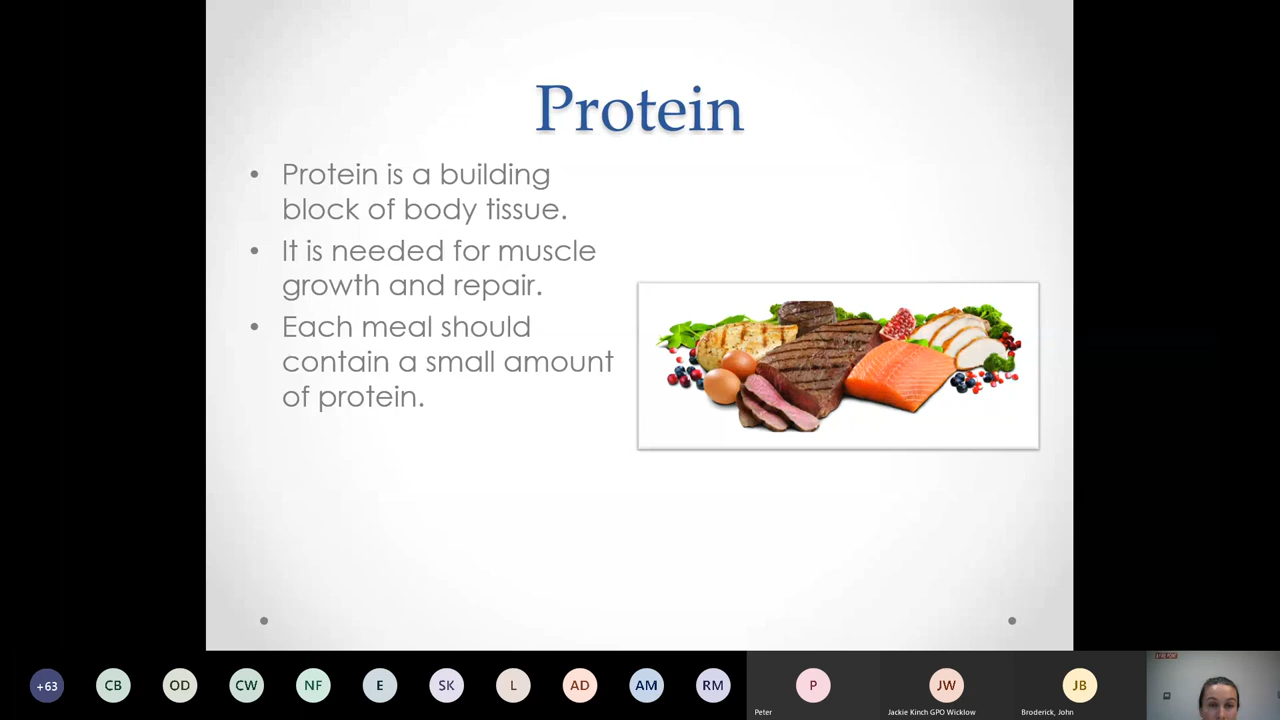 Protein
• Protein is a building
block of body tissue.
• It is needed for muscle
growth and repair.
• Each meal should
contain a small amount
of protein.
+63
CB
OD
CW
NF
E
SK
L
AD
AM
RM
P
JW
JB
Peter
Jackie Kinch GPO Wicklow
Broderick, John